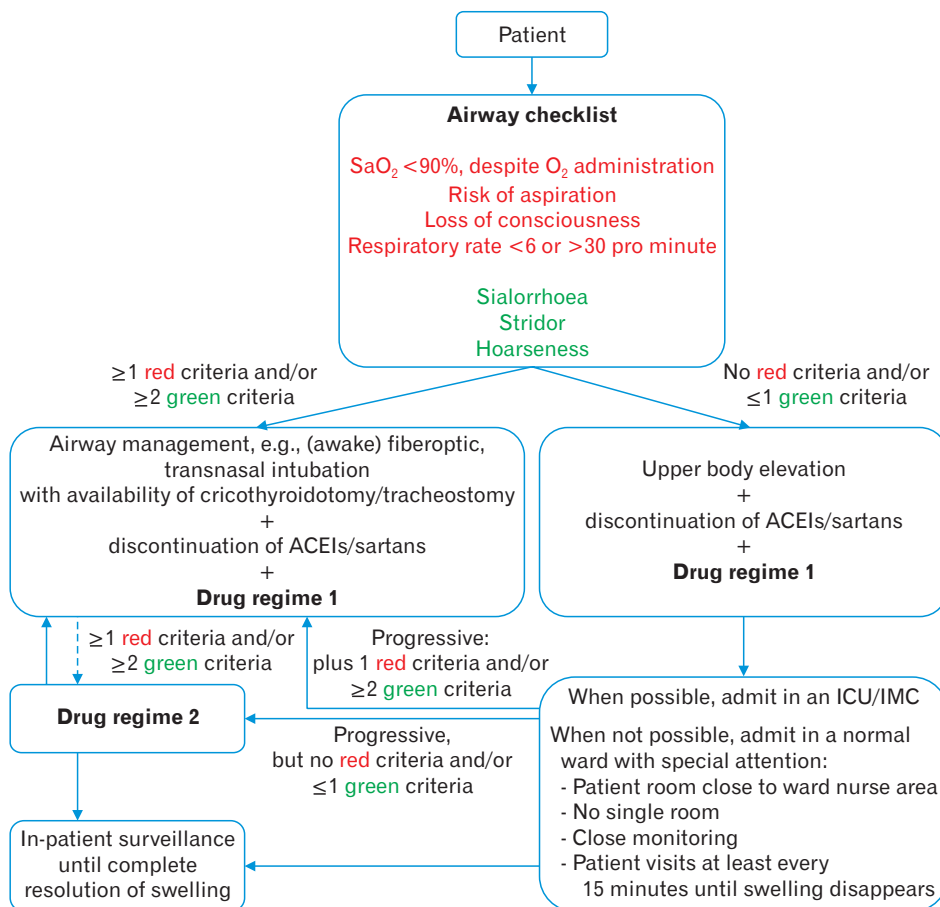 Patient
Airway checklist
SaO₂ <90%, despite O₂ administration
Risk of aspiration
Loss of consciousness
Respiratory rate <6 or >30 pro minute
Sialorrhoea
Stridor
Hoarseness
≥1 red criteria and/or
≥2 green criteria
No red criteria and/or
≤1 green criteria
Airway management, e.g., (awake) fiberoptic,
transnasal intubation
with availability of cricothyroidotomy/tracheostomy
+
discontinuation of ACEIs/sartans
+
Drug regime 1
Upper body elevation
+
discontinuation of ACEIs/sartans
+
Drug regime 1
≥1 red criteria and/or
≥2 green criteria
Progressive:
plus 1 red criteria and/or
≥2 green criteria
Drug regime 2
Progressive,
but no red criteria and/or
≤1 green criteria
When possible, admit in an ICU/IMC
When not possible, admit in a normal
ward with special attention:
- Patient room close to ward nurse area
- No single room
- Close monitoring
- Patient visits at least every
15 minutes until swelling disappears
In-patient surveillance
until complete
resolution of swelling